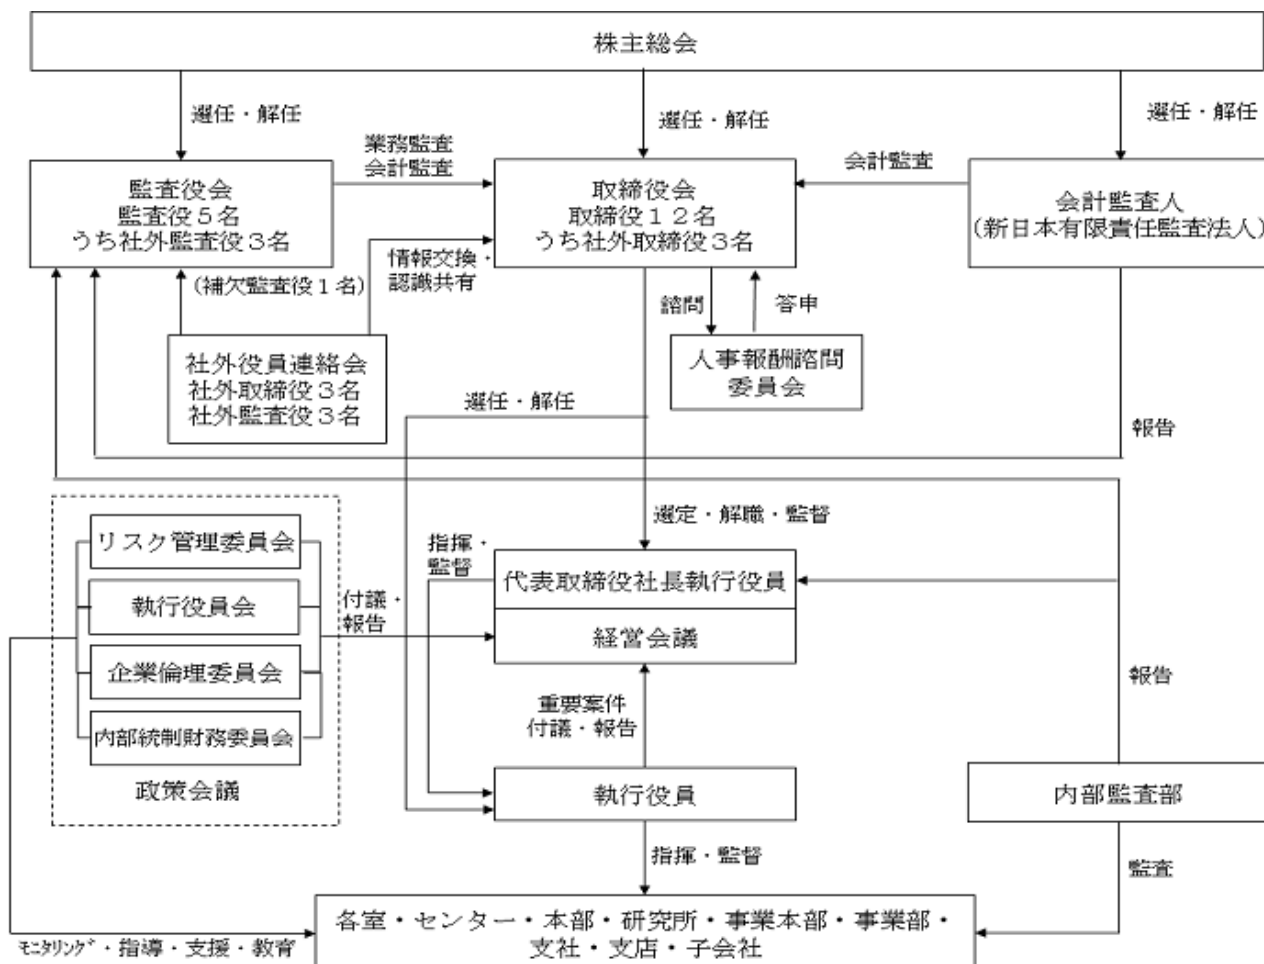 株主総会
選任・解任
選任・解任
選任・解任
業務監査
会計監査
会計監査
監査役会
監査役５名
うち社外監査役３名
取締役会
取締役１２名
うち社外取締役３名
会計監査人
(新日本有限責任監査法人)
(補欠監査役１名)
情報交換・
認識共有
諮問
答申
社外役員連絡会
社外取締役３名
社外監査役３名
人事報酬諮問
委員会
選任・解任
報告
選定・解職・監督
リスク管理委員会
執行役員会
企業倫理委員会
内部統制財務委員会
政策会議
付議・
報告
指揮・
監督
代表取締役社長執行役員
経営会議
重要案件
付議・報告
報告
執行役員
内部監査部
指揮・監督
監査
各室・センター・本部・研究所・事業本部・事業部・
支社・支店・子会社
ﾓﾆﾀﾘﾝｸﾞ・指導・支援・教育